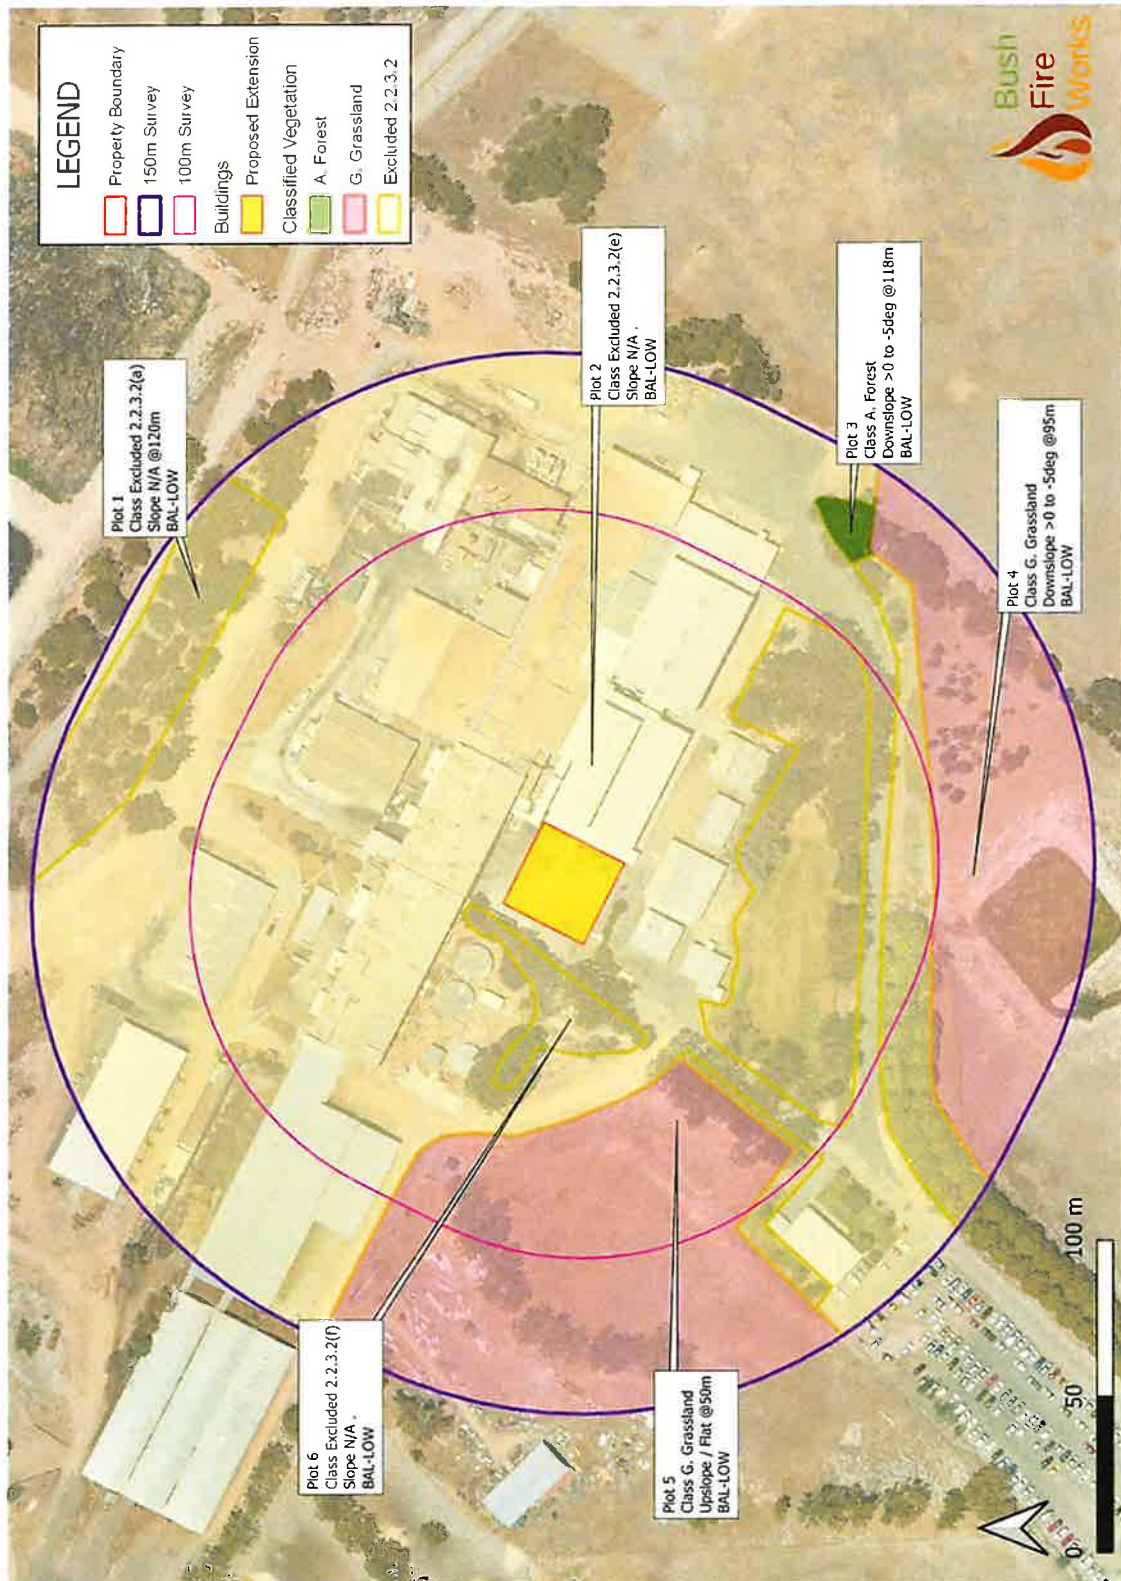 LEGEND
Property Boundary
150m Survey
100m Survey
Buildings
Proposed Extension
Classified Vegetation
A. Forest
G. Grassland
Excluded 2.2.3.2
Bush
Fire
Works
Plot 1
Class Excluded 2.2.3.2(a)
Slope N/A @120m
BAL-LOW
Plot 2
Class Excluded 2.2.3.2(e)
Slope N/A .
BAL-LOW
Plot 3
Class A. Forest
Downslope >0 to -5deg @118m
BAL-LOW
Plot 4
Class G. Grassland
Downslope >0 to -5deg @95m
BAL-LOW
Plot 6
Class Excluded 2.2.3.2(f)
Slope N/A .
BAL-LOW
Plot 5
Class G. Grassland
Upslope / Flat @50m
BAL-LOW
0
50
100 m